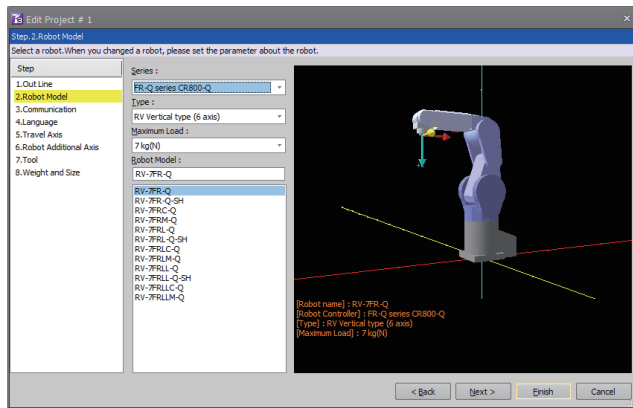 Edit Project # 1
Step.2.Robot Model
Select a robot.When you changed a robot, please set the parameter about the robot.
Step
1.Out Line
2.Robot Model
3.Communication
4.Language
5.Travel Axis
6.Robot Additional Axis
7.Tool
8.Weight and Size
Series :
FR-Q series CR800-Q
Type :
RV Vertical type (6 axis)
Maximum Load :
7 kg(N)
Robot Model :
RV-7FR-Q
RV-7FR-Q
RV-7FR-Q-SH
RV-7FRC-Q
RV-7FRM-Q
RV-7FRL-Q
RV-7FRL-Q-SH
RV-7FRLC-Q
RV-7FRLM-Q
RV-7FRLL-Q
RV-7FRLL-Q-SH
RV-7FRLLC-Q
RV-7FRLLM-Q
[Robot name] : RV-7FR-Q
[Robot Controller] : FR-Q series CR800-Q
[Type] : RV Vertical type (6 axis)
[Maximum Load] : 7 kg(N)
< Back
Next >
Finish
Cancel